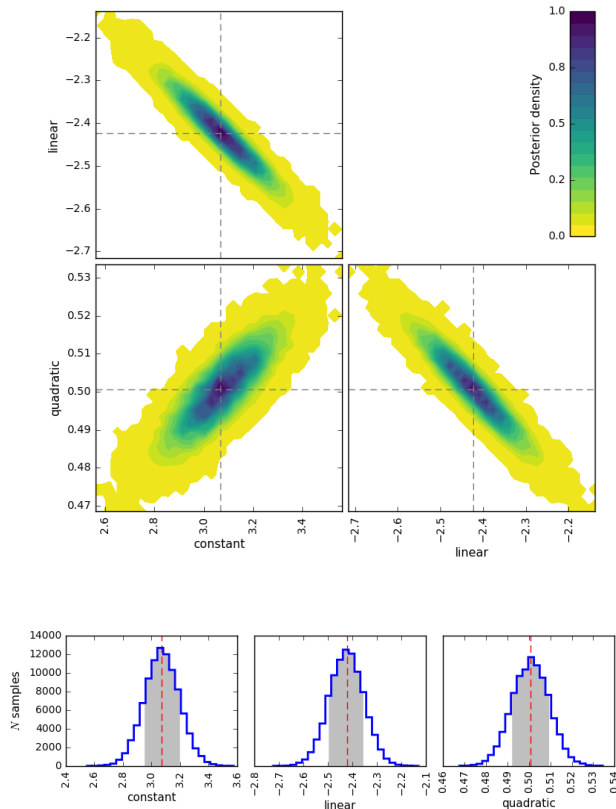 −2.1
−2.3
−2.4
−2.5
−2.6
−2.7
linear
1.0
0.8
0.6
0.4
0.2
0.0
Posterior density
0.53
0.52
0.51
0.50
0.49
0.48
0.47
quadratic
2.6 2.8 3.0 3.2 3.4
constant
−2.7 −2.6 −2.5 −2.4 −2.3 −2.2
linear
14000
12000
10000
8000
6000
4000
2000
0
N samples
2.4 2.6 2.8 3.0 3.2 3.4 3.6
constant
−2.8 −2.7 −2.6 −2.5 −2.4 −2.3 −2.2 −2.1
linear
0.46 0.47 0.48 0.49 0.50 0.51 0.52 0.53 0.54
quadratic